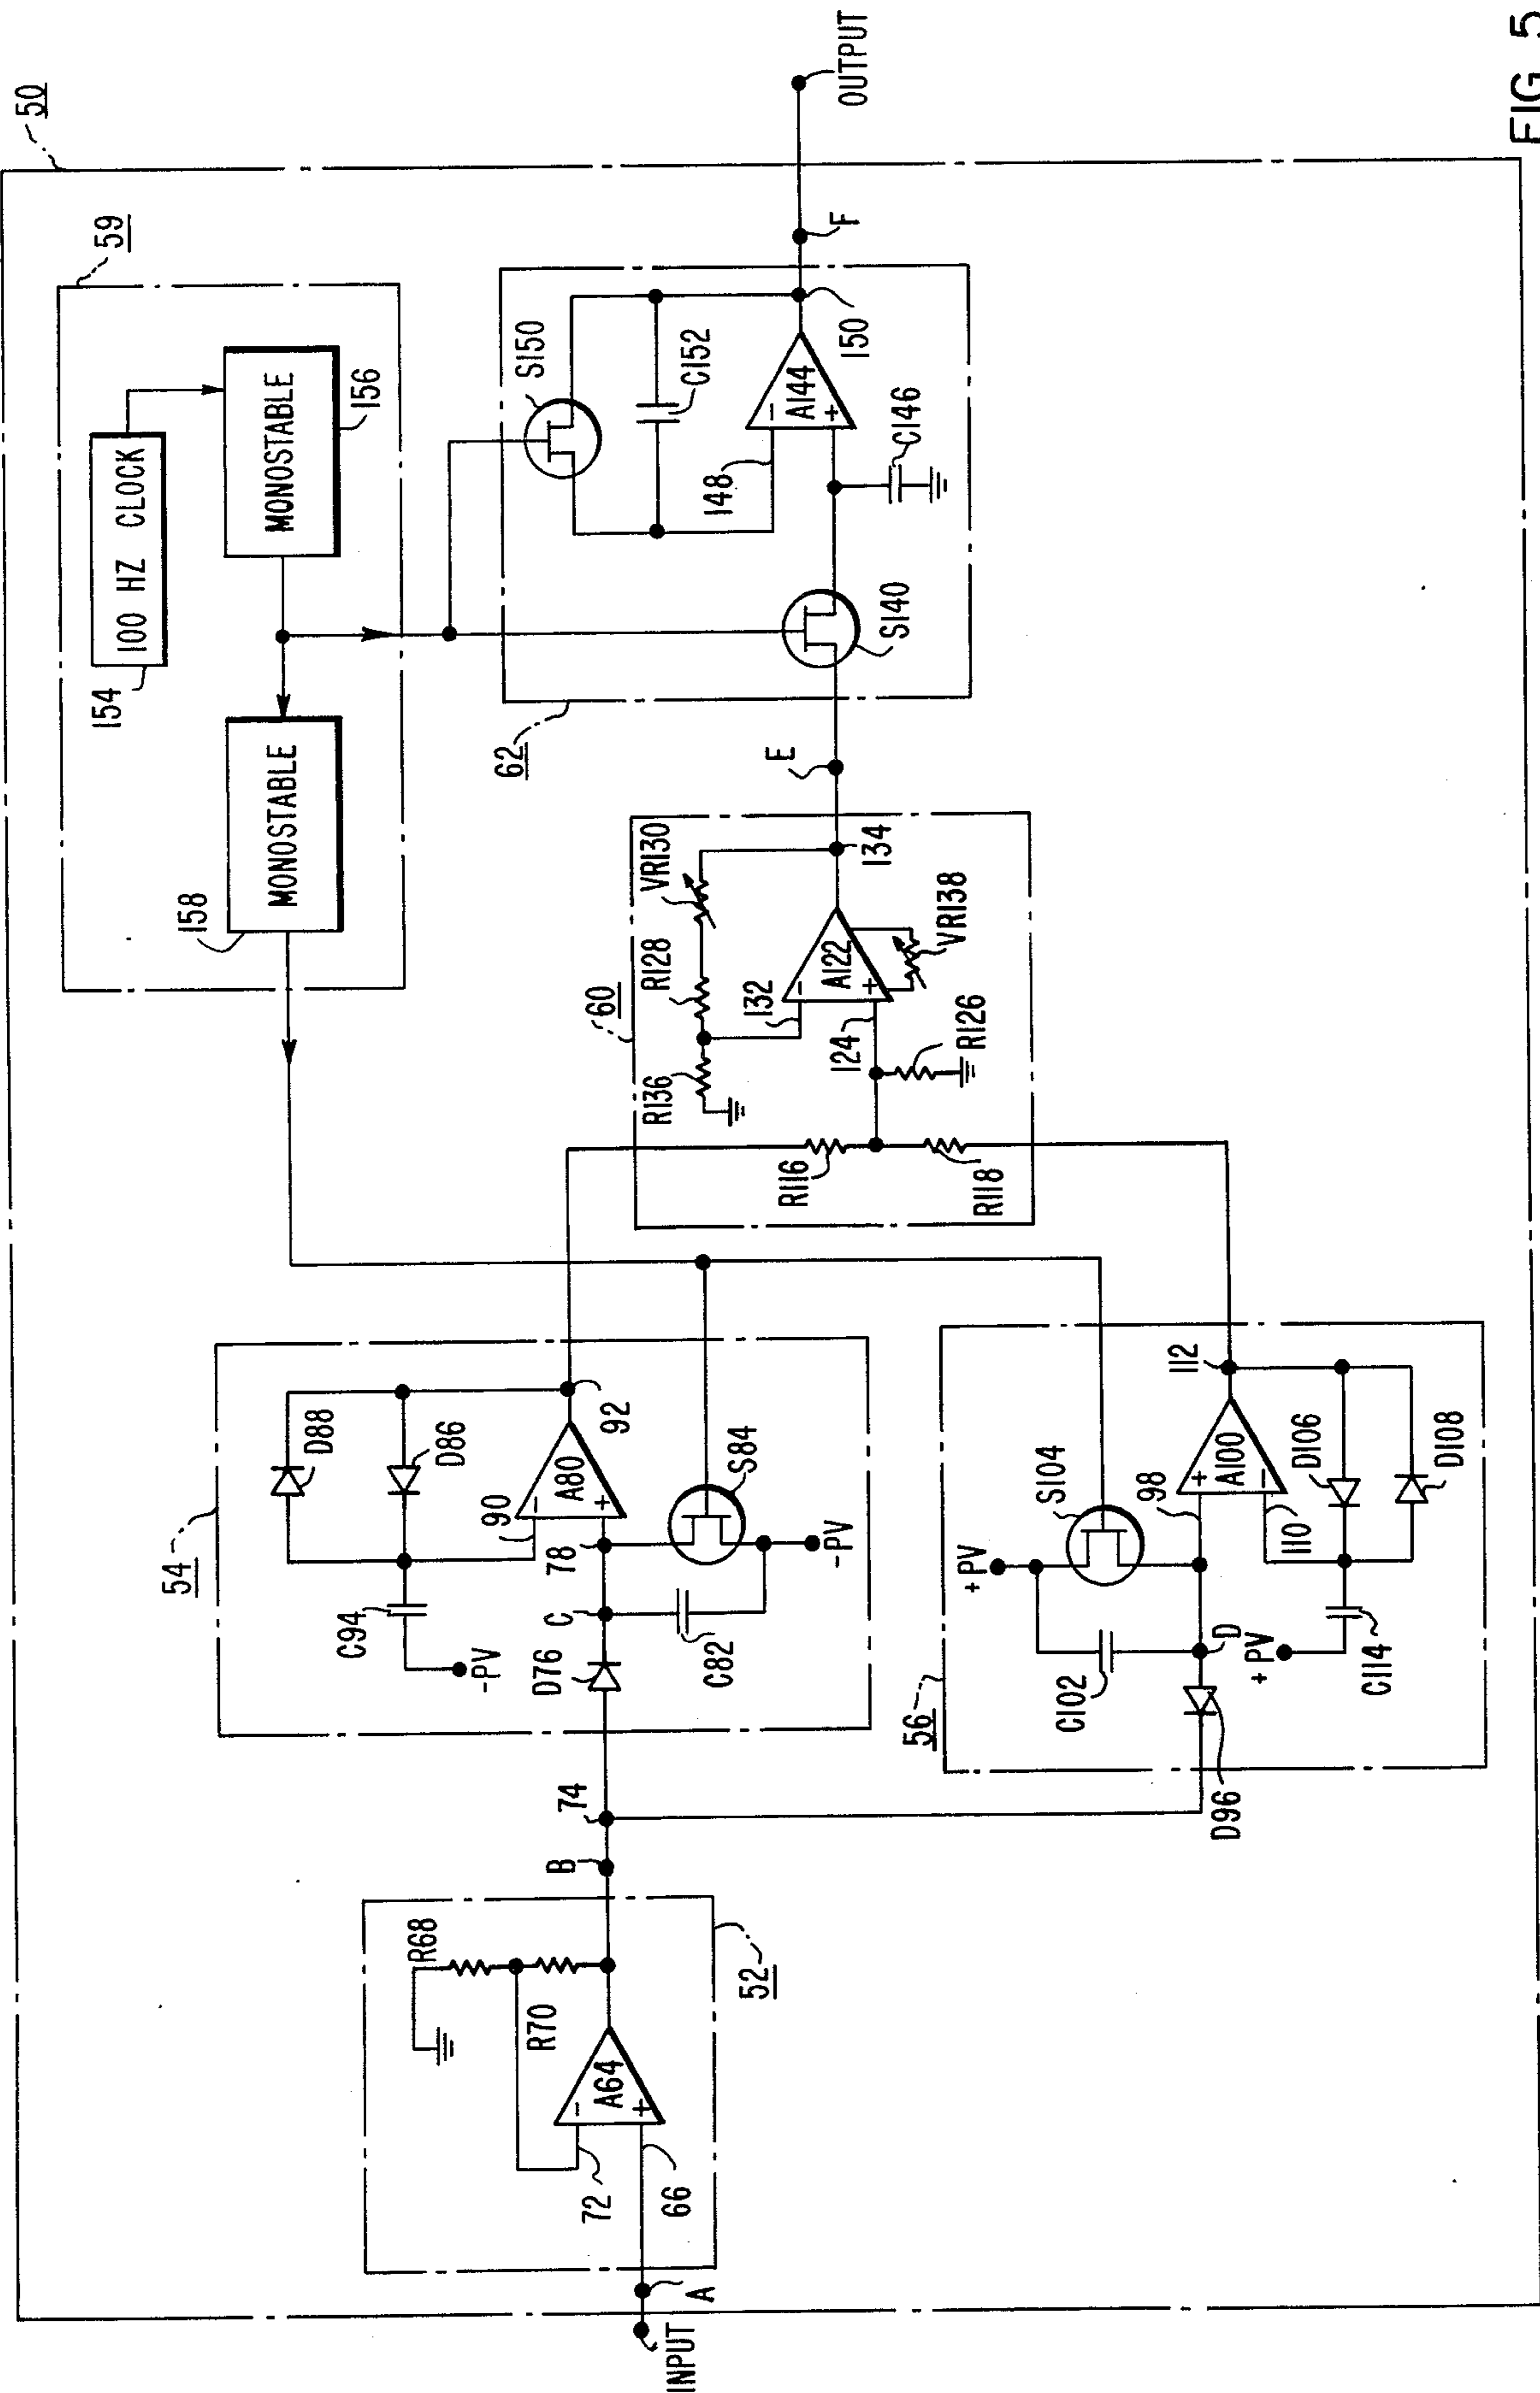 50
59
154
100 HZ CLOCK
MONOSTABLE
156
158
MONOSTABLE
62
S150
C152
148
A144
-
+
150
C146
S140
F
OUTPUT
E
60
R136
R128
VR130
132
A122
-
+
134
VR138
124
R126
R116
R118
54
D88
D86
C94
-PV
90
A80
-
+
92
78
C
D76
C82
S84
-PV
56
+PV
S104
98
A100
+
-
112
C102
D
110
D106
D108
+PV
C114
D96
74
B
52
R68
R70
A64
-
+
72
66
A
INPUT
FIG. 5